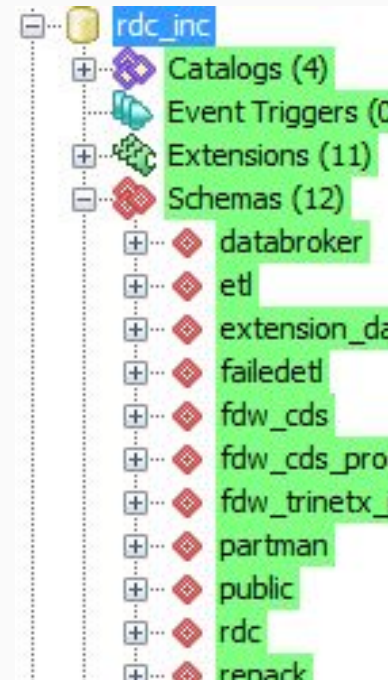 rdc_inc
Catalogs (4)
Event Triggers (0
Extensions (11)
Schemas (12)
databroker
etl
extension_da
failedetl
fdw_cds
fdw_cds_pro
fdw_trinetx_
partman
public
rdc
repack